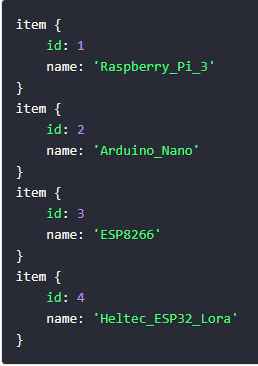 item {
    id: 1
    name: 'Raspberry_Pi_3'
}
item {
    id: 2
    name: 'Arduino_Nano'
}
item {
    id: 3
    name: 'ESP8266'
}
item {
    id: 4
    name: 'Heltec_ESP32_Lora'
}